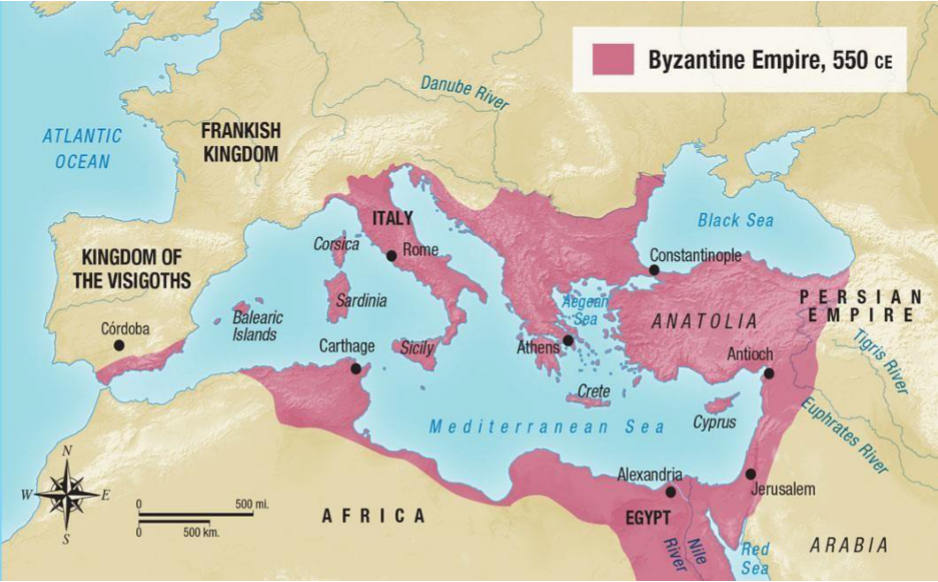 Byzantine Empire, 550 CE
Danube River
ATLANTIC
OCEAN
FRANKISH
KINGDOM
Black Sea
ITALY
Corsica
Rome
Constantinople
KINGDOM OF
THE VISIGOTHS
PERSIAN
EMPIRE
Sardinia
Aegean
Sea
ANATOLIA
Balearic
Islands
Córdoba
Carthage
Sicily
Athens
Antioch
Tigris River
Crete
Cyprus
Euphrates River
Mediterranean Sea
N
W
E
S
Alexandria
Jerusalem
0
500 mi.
0
500 km.
AFRICA
EGYPT
Nile
River
Red
Sea
ARABIA